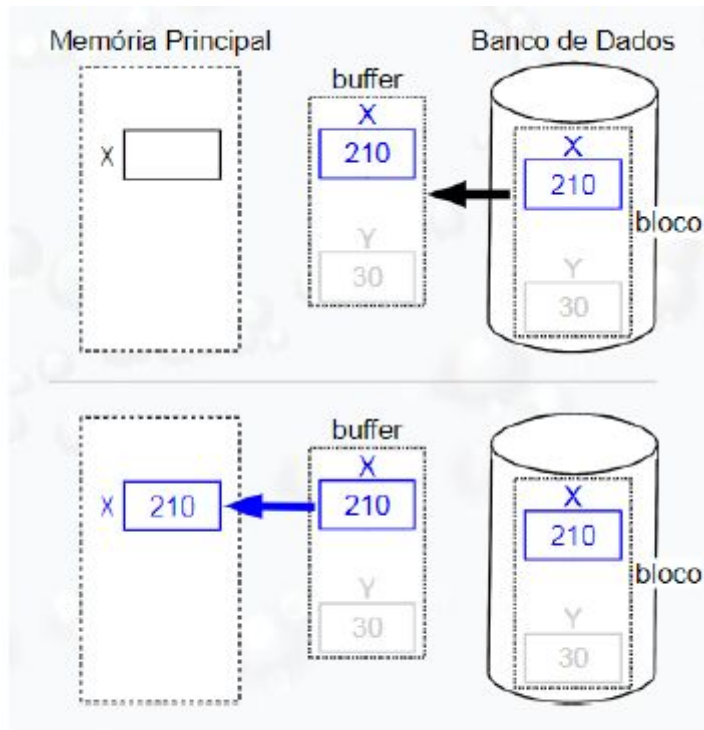 Memória Principal
Banco de Dados
buffer
X
X
X
210
210
bloco
Y
Y
30
30
buffer
X
X
X
210
210
210
bloco
Y
Y
30
30